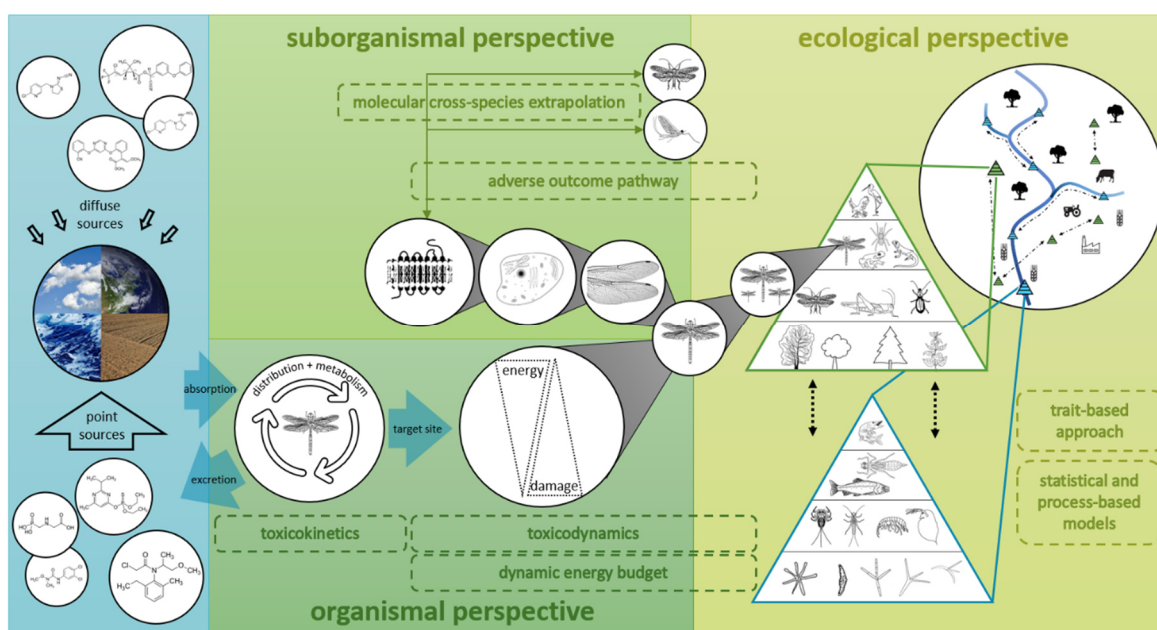 suborganismal perspective
ecological perspective
molecular cross-species extrapolation
adverse outcome pathway
diffuse
sources
absorption
distribution + metabolism
target site
energy
damage
point
sources
excretion
toxicokinetics
toxicodynamics
dynamic energy budget
organismal perspective
trait-based
approach
statistical and
process-based
models